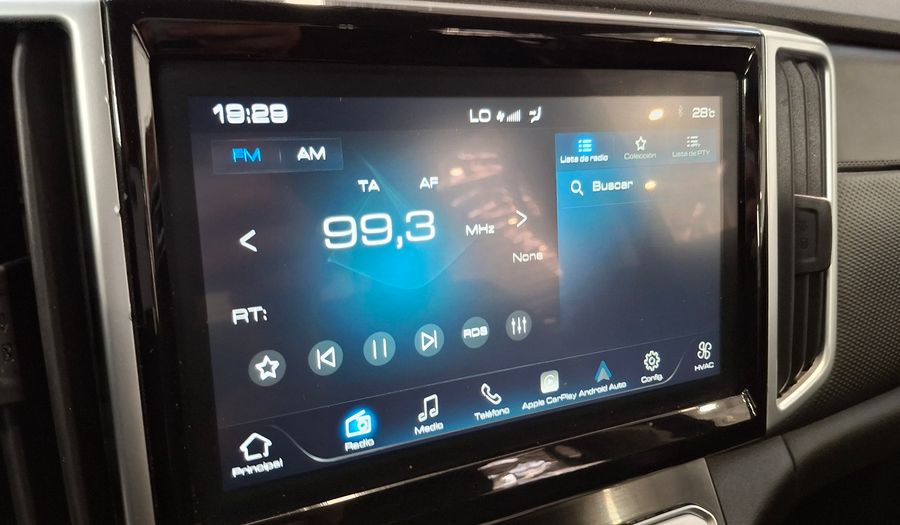 19:29
LO
28°c
FM AM
Lista de radio
Colección
Lista de PTY
TA AF
Buscar
99,3 MHz
None
RT:
RDS
Principal
Radio
Media
Teléfono
Apple CarPlay
Android Auto
Config.
HVAC